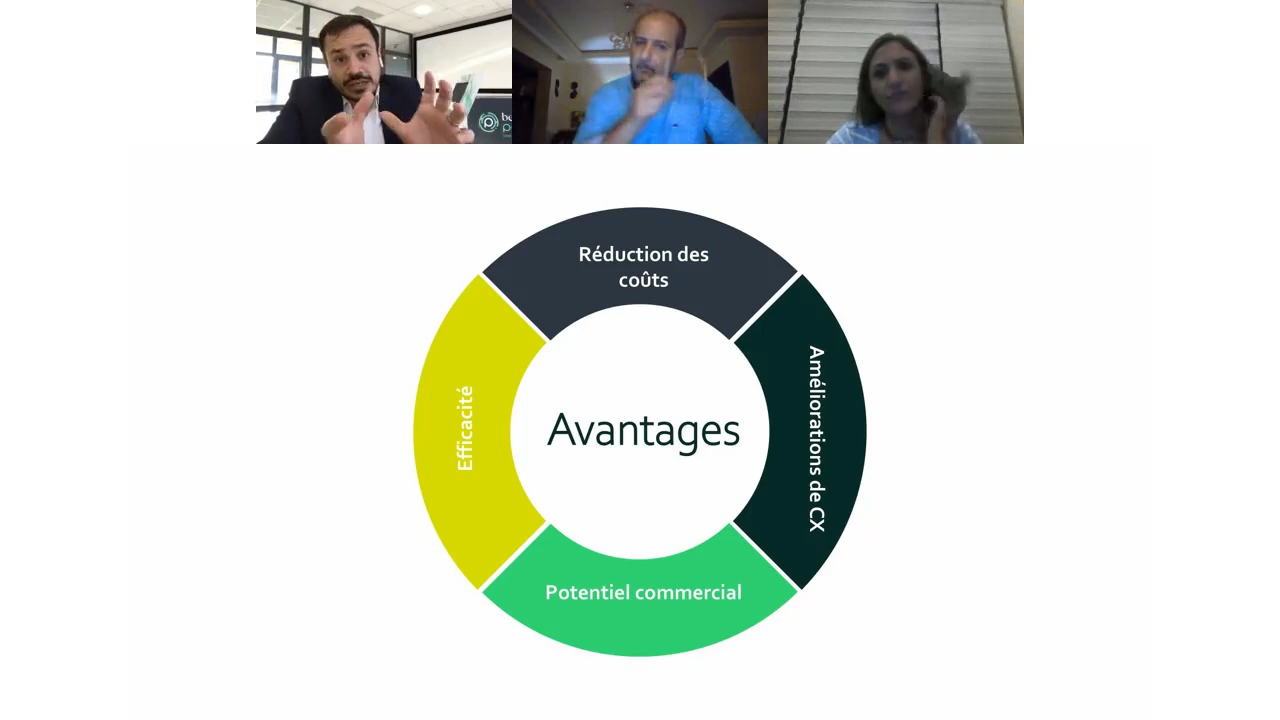 Réduction des
coûts
Efficacité
Avantages
Améliorations de CX
Potentiel commercial